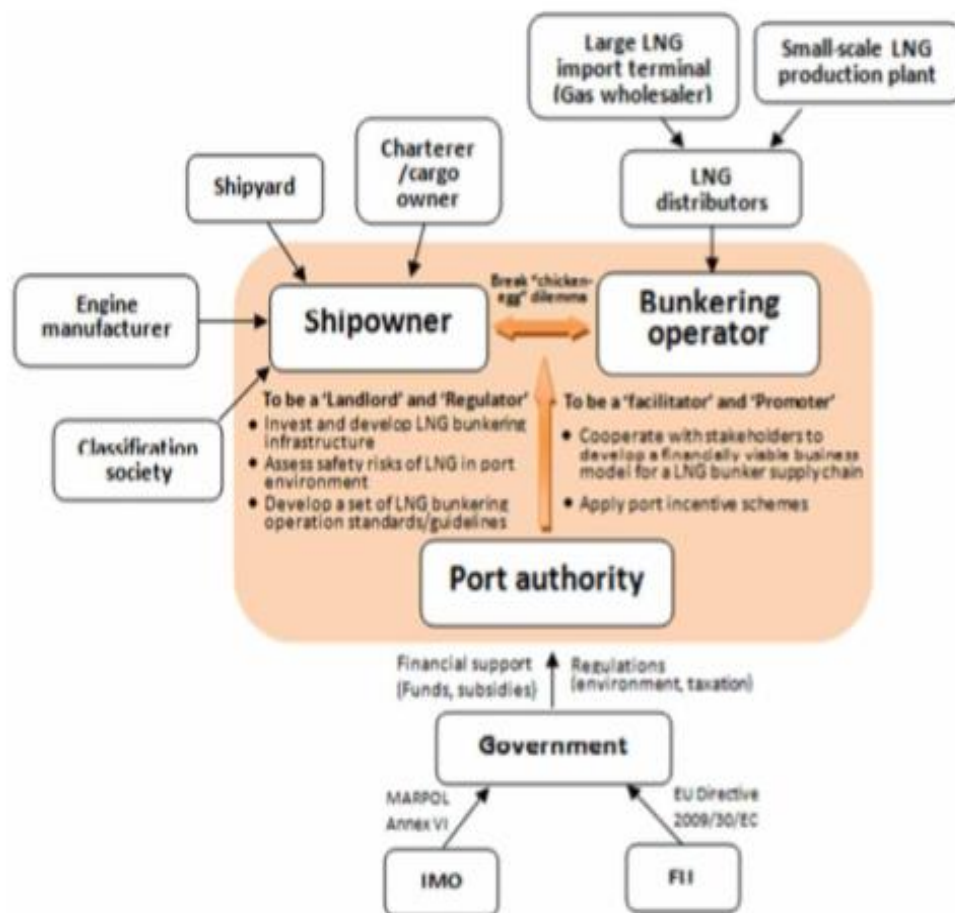 Large LNG
import terminal
(Gas wholesaler)
Small-scale LNG
production plant
Charterer
/cargo
owner
Shipyard
LNG
distributors
Engine
manufacturer
Break "chicken-
egg" dilemma
Shipowner
Bunkering
operator
Classification
society
To be a 'Landlord' and 'Regulator'
• Invest and develop LNG bunkering
infrastructure
• Assess safety risks of LNG in port
environment
• Develop a set of LNG bunkering
operation standards/guidelines
To be a 'facilitator' and 'Promoter'
• Cooperate with stakeholders to
develop a financially viable business
model for a LNG bunker supply chain
• Apply port incentive schemes
Port authority
Financial support
(Funds, subsidies)
Regulations
(environment, taxation)
Government
MARPOL
Annex VI
EU Directive
2009/30/EC
IMO
EU